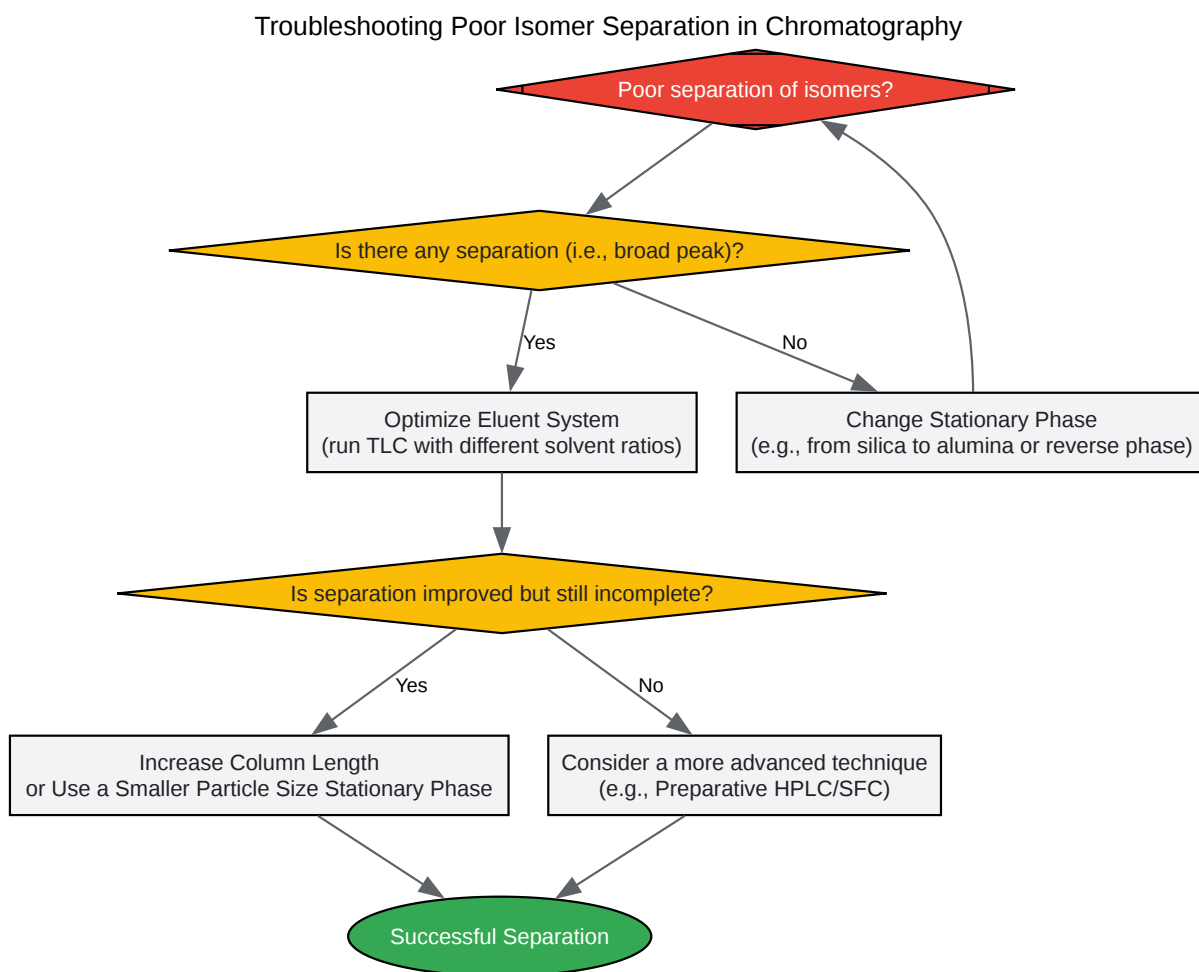 Troubleshooting Poor Isomer Separation in Chromatography
Poor separation of isomers?
Is there any separation (i.e., broad peak)?
Yes
No
Optimize Eluent System
(run TLC with different solvent ratios)
Change Stationary Phase
(e.g., from silica to alumina or reverse phase)
Is separation improved but still incomplete?
Yes
No
Increase Column Length
or Use a Smaller Particle Size Stationary Phase
Consider a more advanced technique
(e.g., Preparative HPLC/SFC)
Successful Separation